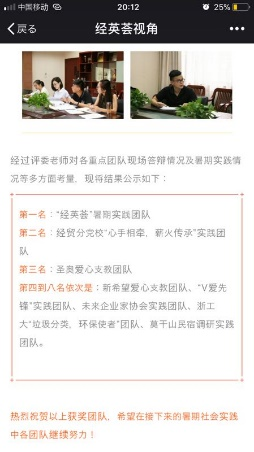 中国移动 20:12 25%
戻る 经英荟视角
经过评委老师对各重点团队现场答辩情况及暑期实践情
况等多方面考量，现将结果公示如下：
第一名：“经英荟”暑期实践团队
第二名：经贸分党校“心手相牵，薪火传承”实践团
队
第三名：圣奥爱心支教团队
第四到八名依次是：新希望爱心支教团队、“V爱先
锋”实践团队、未来企业家协会实践团队、浙工
大“垃圾分类，环保使者”团队、莫干山民宿调研实践
团队。
热烈祝贺以上获奖团队，希望在接下来的暑期社会实践
中各团队继续努力！